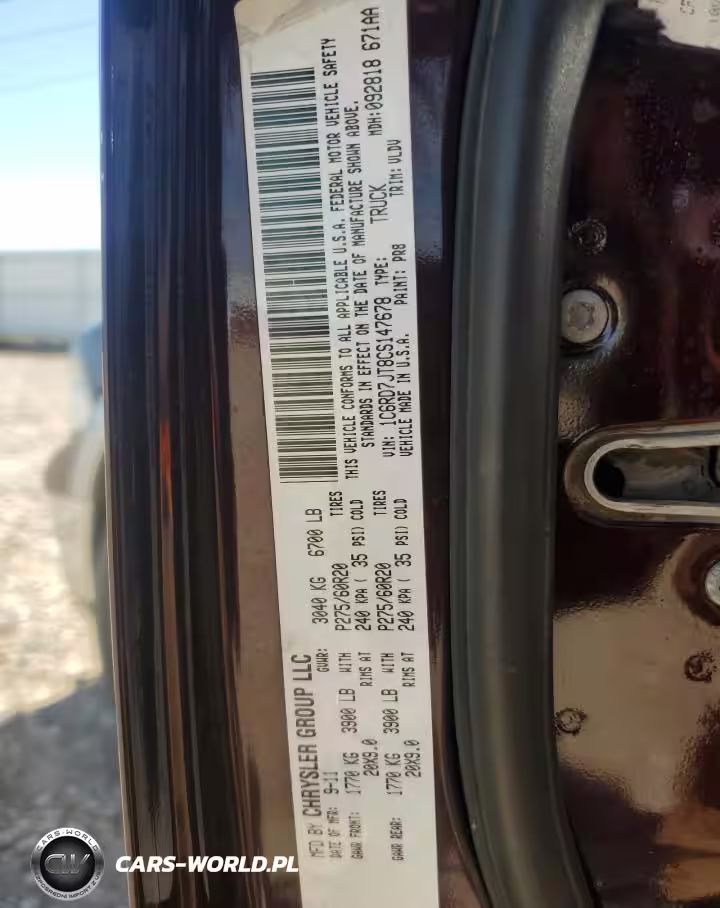 MFD BY CHRYSLER GROUP LLC
DATE OF MFR: 9-11 GVWR: 3040 KG 6700 LB
GAWR FRONT: 1770 KG 3900 LB WITH P275/60R20 TIRES
20X9.0 RIMS AT 240 KPA ( 35 PSI) COLD
GAWR REAR: 1770 KG 3900 LB WITH P275/60R20 TIRES
20X9.0 RIMS AT 240 KPA ( 35 PSI) COLD
THIS VEHICLE CONFORMS TO ALL APPLICABLE U.S.A. FEDERAL MOTOR VEHICLE SAFETY
STANDARDS IN EFFECT ON THE DATE OF MANUFACTURE SHOWN ABOVE.
VIN: 1C6RD7JT8CS147678 TYPE: TRUCK MDH:092818 671AA
VEHICLE MADE IN U.S.A. PAINT: PR8 TRIM: VLDV
CARS-WORLD
CW
CARS-WORLD.PL